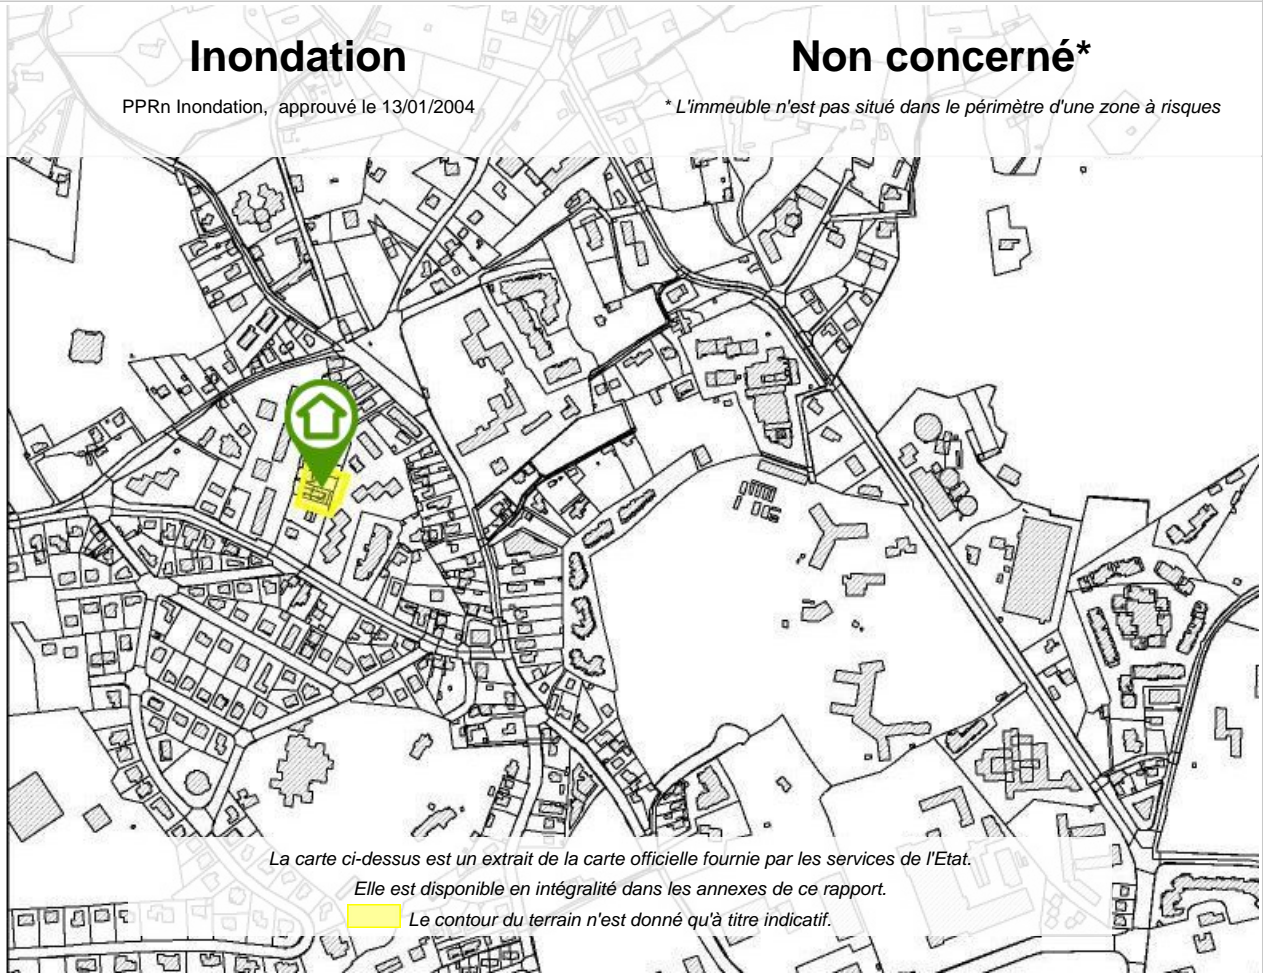 Inondation
PPRn Inondation, approuvé le 13/01/2004
Non concerné*
* L'immeuble n'est pas situé dans le périmètre d'une zone à risques
La carte ci-dessus est un extrait de la carte officielle fournie par les services de l'Etat.
Elle est disponible en intégralité dans les annexes de ce rapport.
Le contour du terrain n'est donné qu'à titre indicatif.